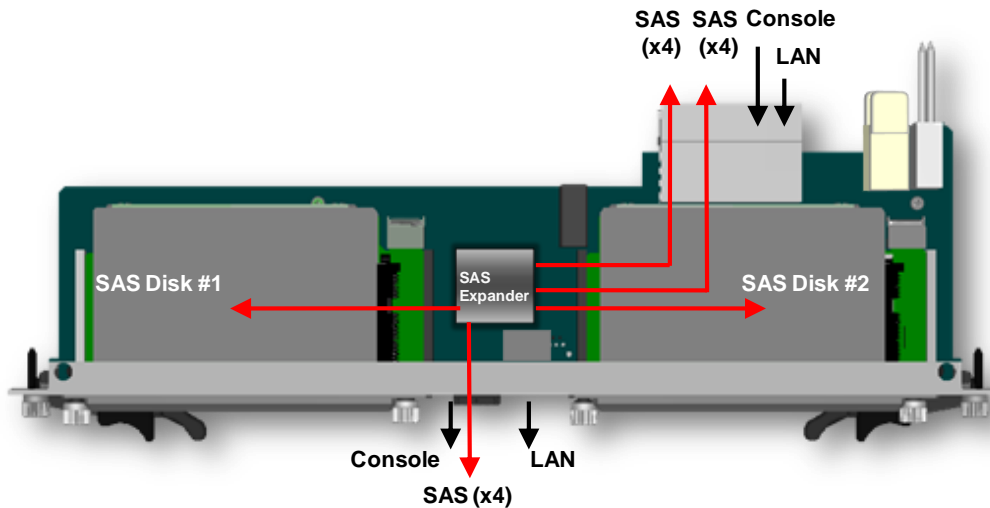 SAS SAS Console
(x4) (x4)
LAN
SAS Disk #1
SAS
Expander
SAS Disk #2
Console
LAN
SAS (x4)